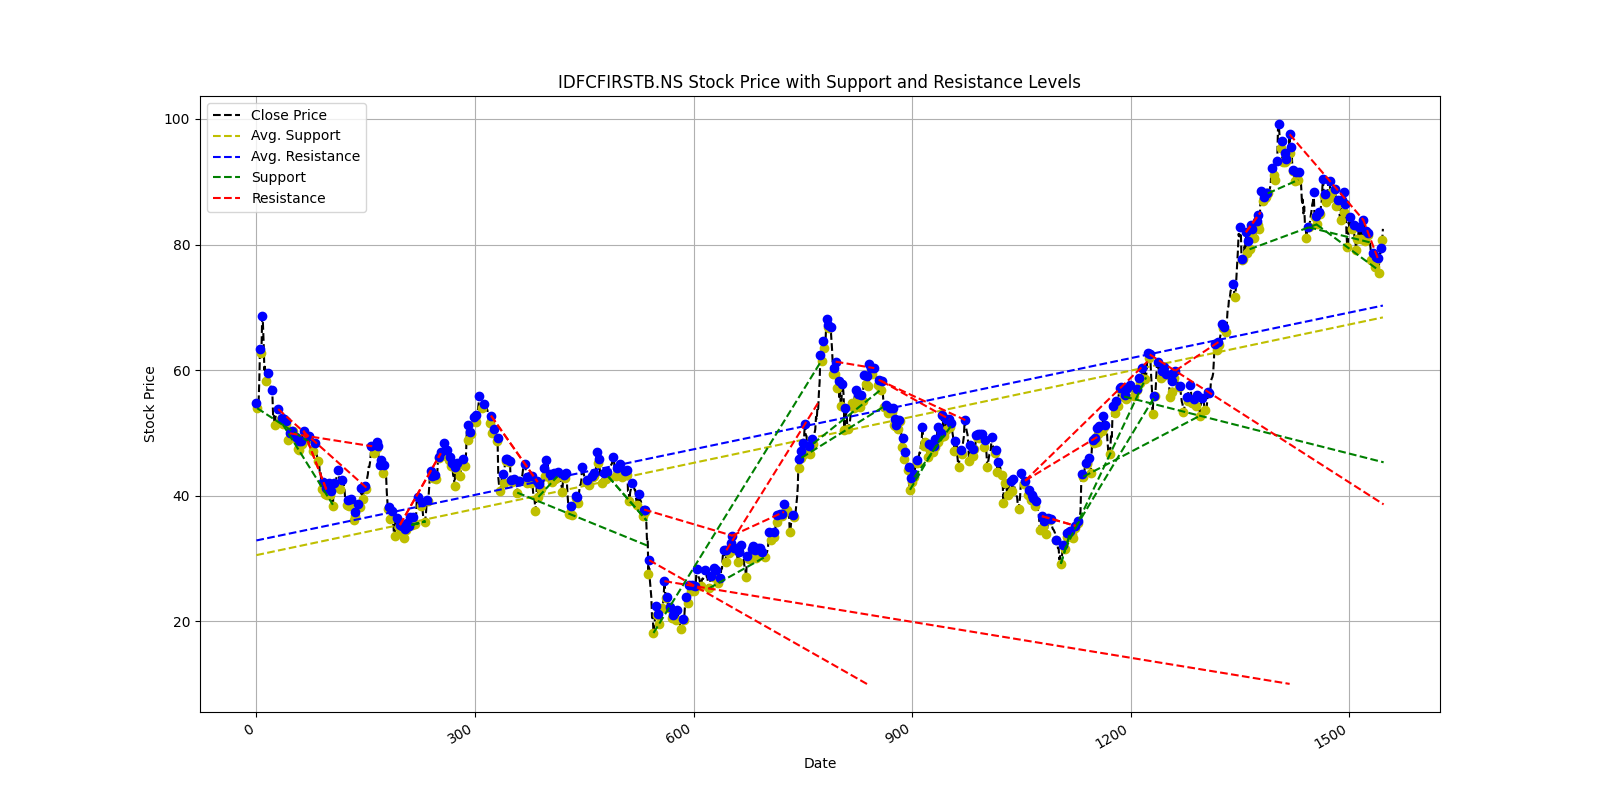 IDFCFIRSTB.NS Stock Price with Support and Resistance Levels
Close Price
Avg. Support
Avg. Resistance
Support
Resistance
100
80
60
40
20
Stock Price
0
300
600
900
1200
1500
Date